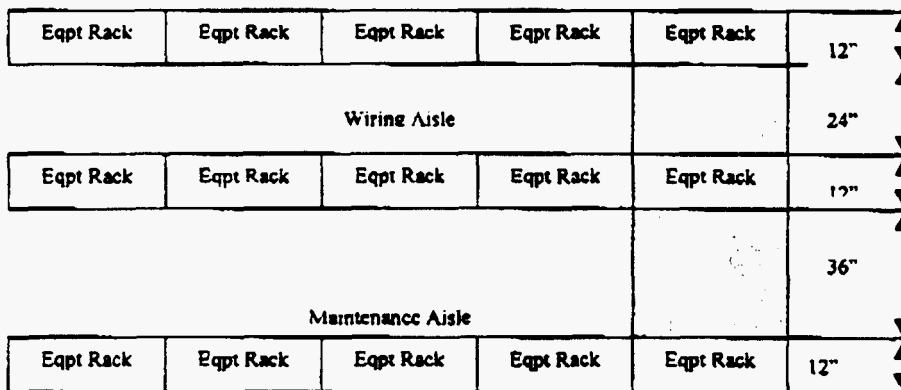 Eqpt Rack Eqpt Rack Eqpt Rack Eqpt Rack Eqpt Rack 12"
Wiring Aisle 24"
Eqpt Rack Eqpt Rack Eqpt Rack Eqpt Rack Eqpt Rack 12"
36"
Maintenance Aisle
Eqpt Rack Eqpt Rack Eqpt Rack Eqpt Rack Eqpt Rack 12"